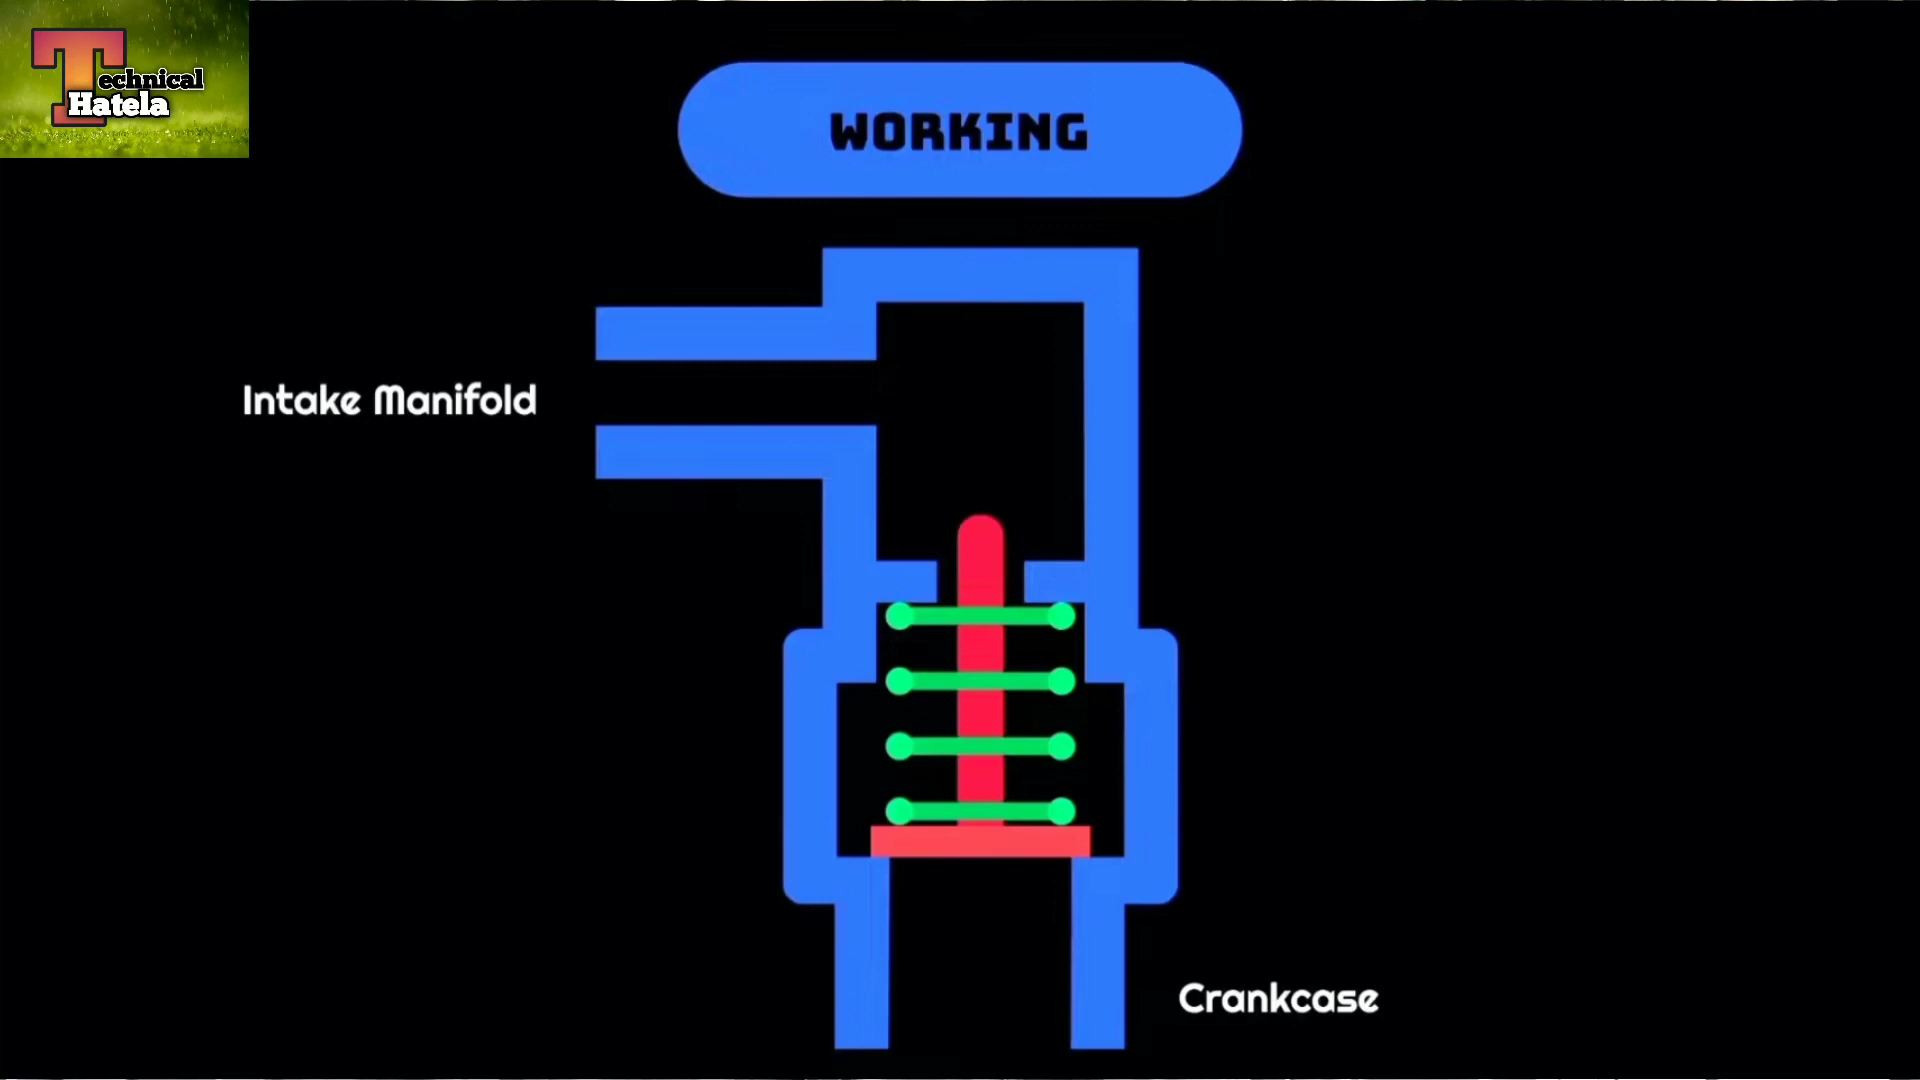 Technical
Hatela
WORKING
Intake Manifold
Crankcase